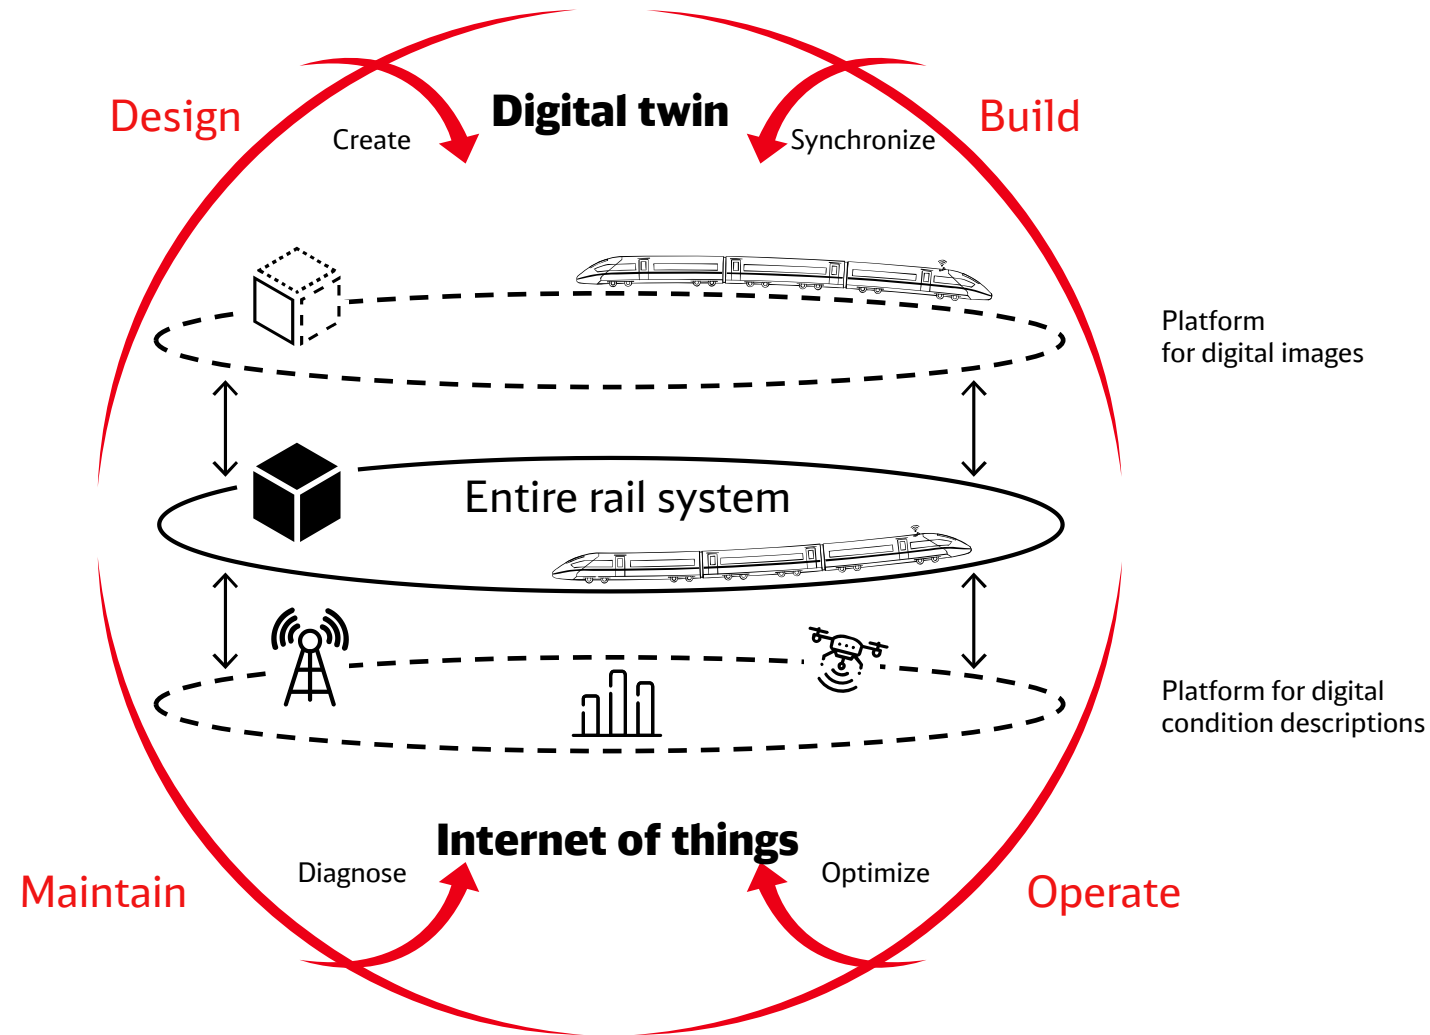 Digital twin
Design
Build
Create
Synchronize
Platform
for digital images
Entire rail system
Platform for digital
condition descriptions
Internet of things
Diagnose
Optimize
Maintain
Operate